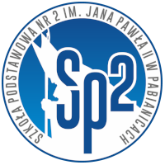 SZKOŁA PODSTAWOWA NR 2 IM. JANA PAWŁA II W PABIANICACH
Sp2